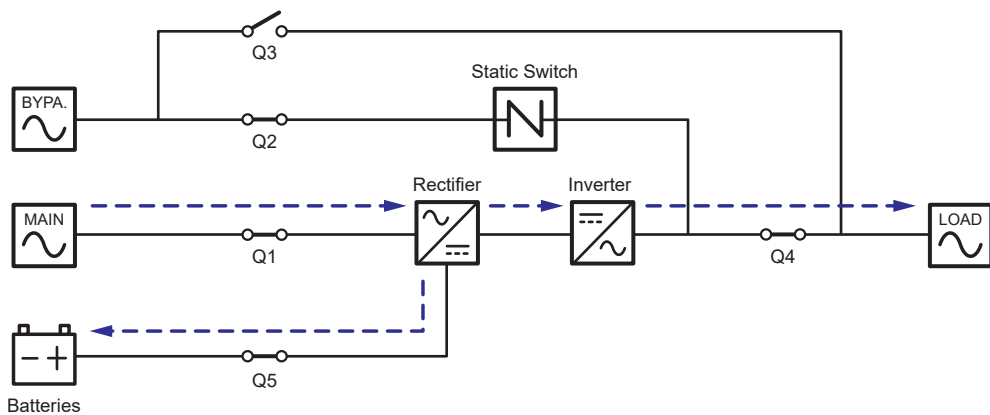 Q3
Static Switch
BYPA.
Q2
Rectifier
Inverter
MAIN
LOAD
Q1
Q4
Q5
Batteries